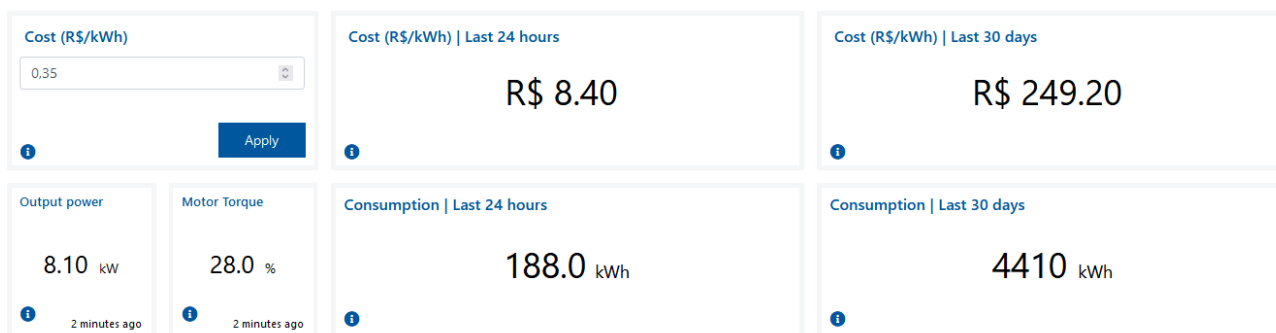 Cost (R$/kWh)
0,35
Apply
Cost (R$/kWh) | Last 24 hours
R$ 8.40
Cost (R$/kWh) | Last 30 days
R$ 249.20
Output power
8.10 kW
2 minutes ago
Motor Torque
28.0 %
2 minutes ago
Consumption | Last 24 hours
188.0 kWh
Consumption | Last 30 days
4410 kWh